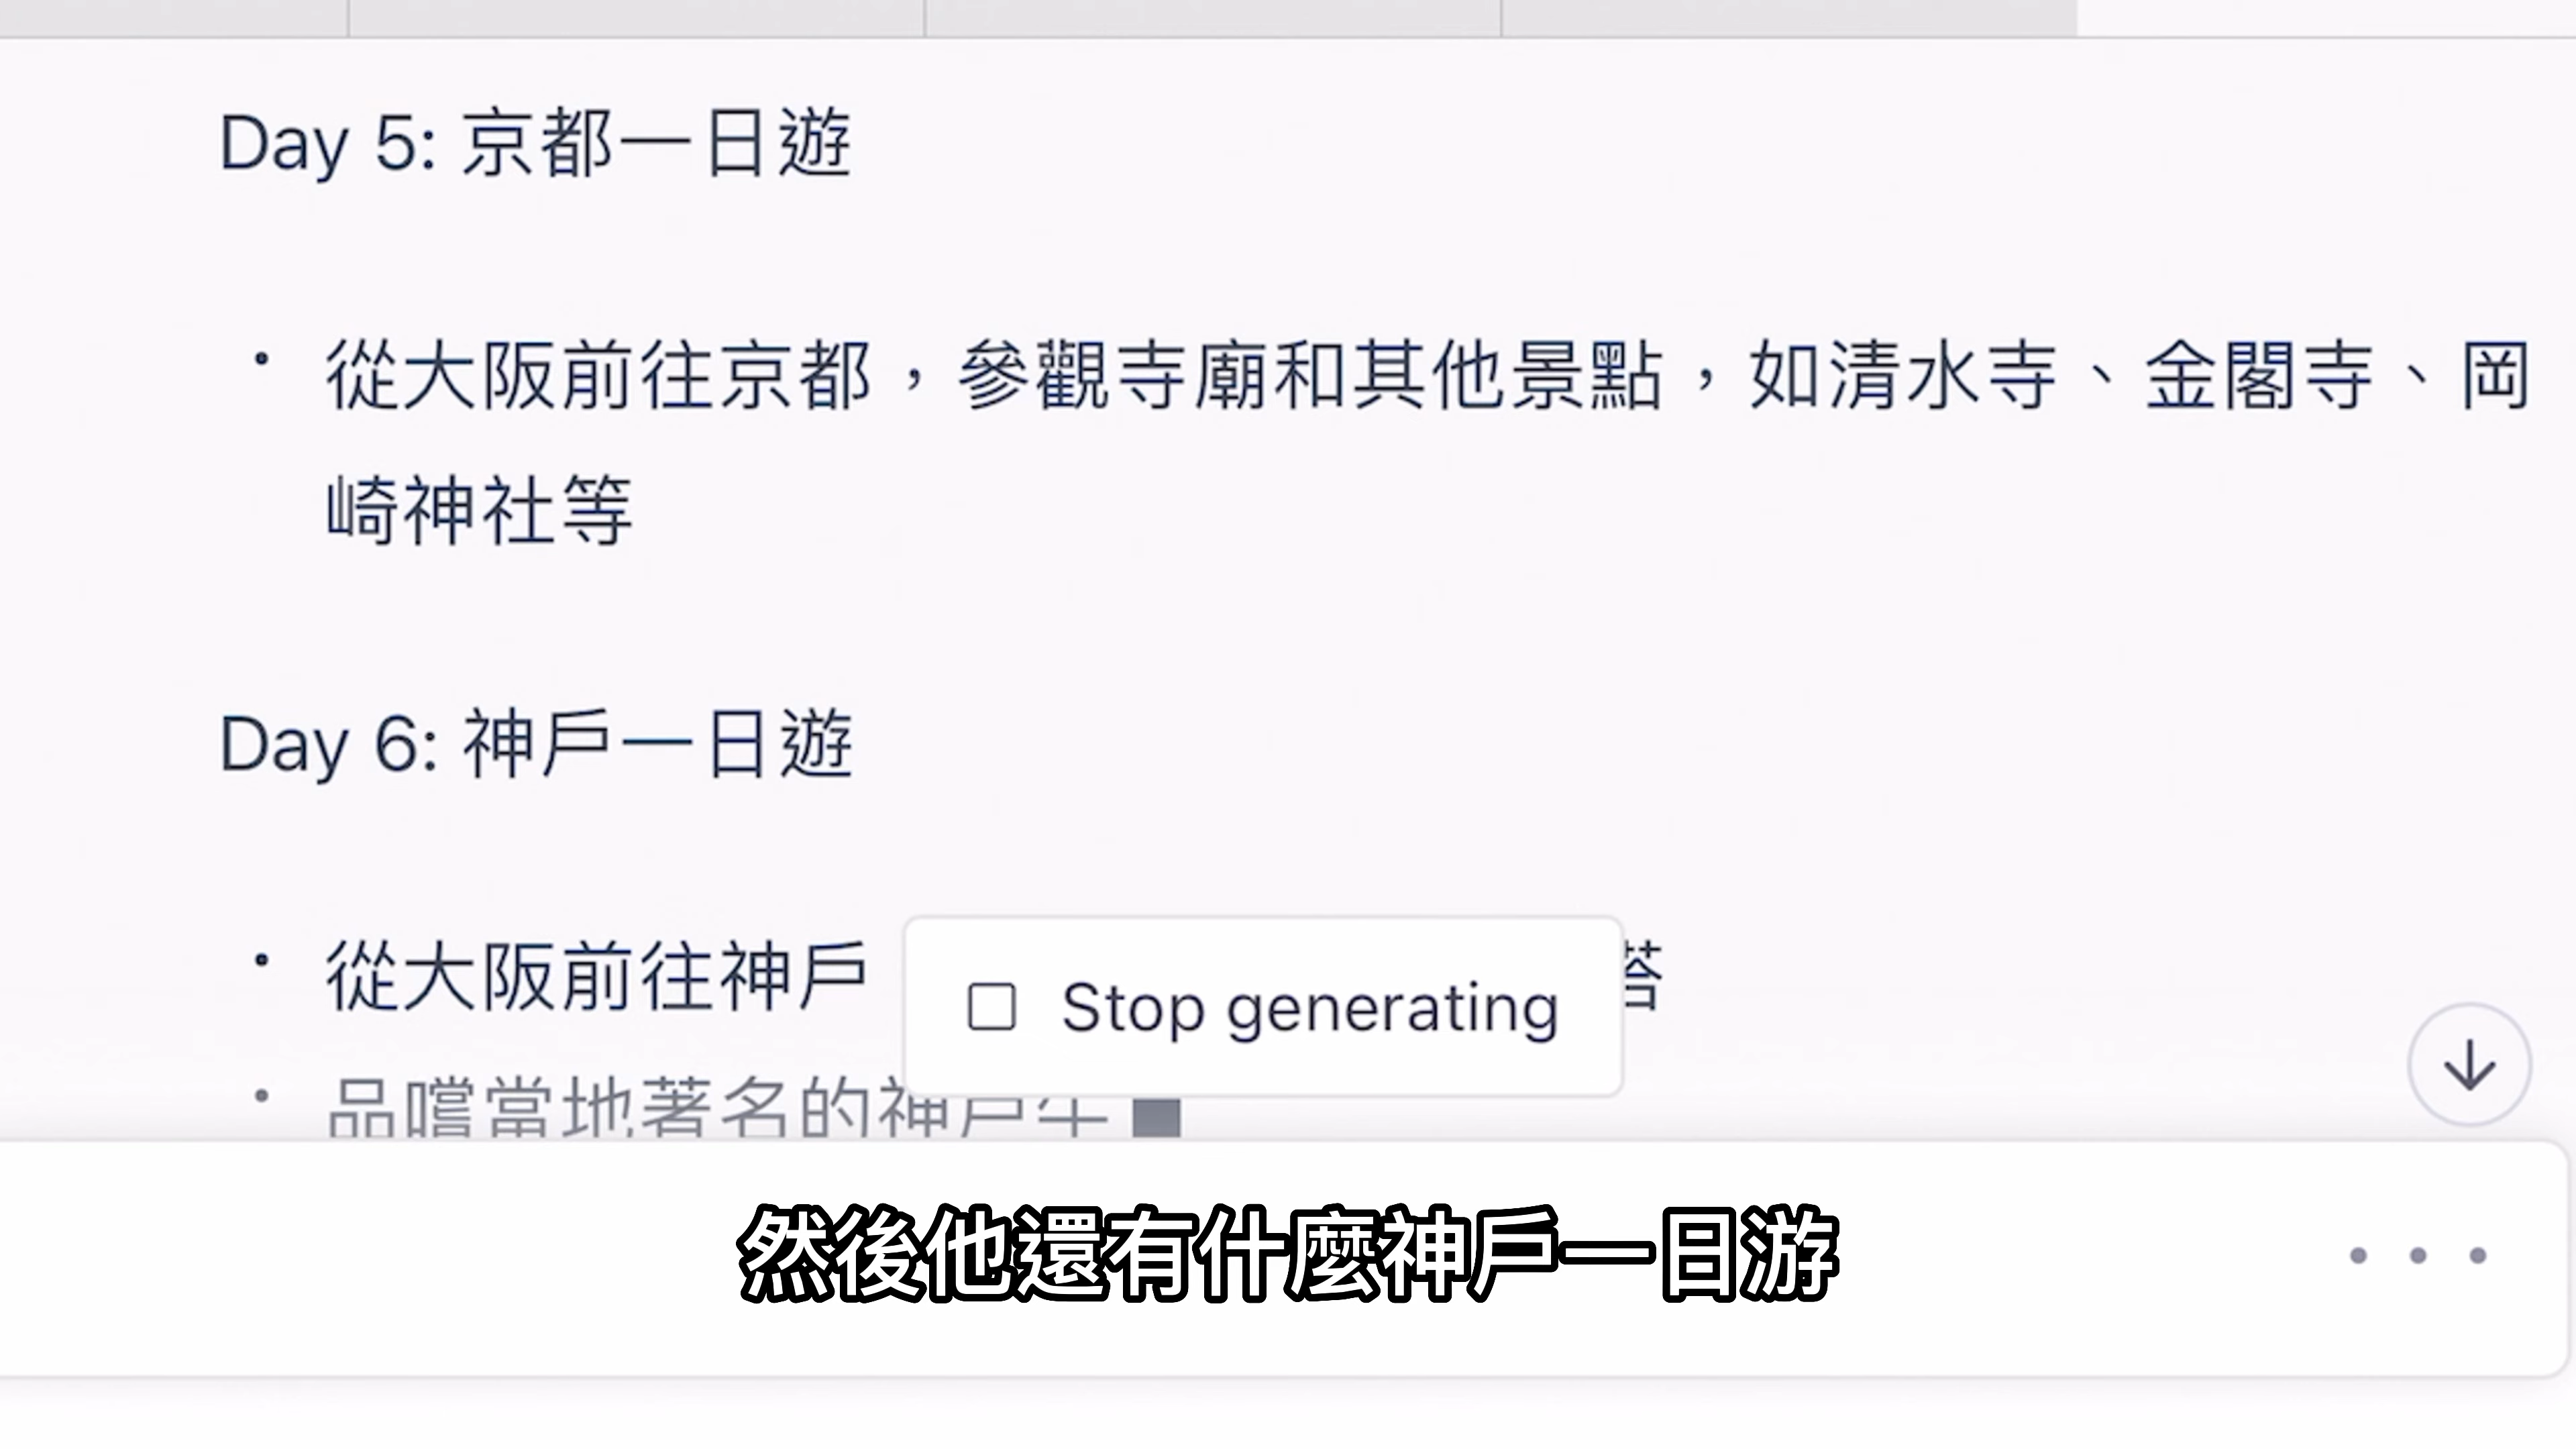 Day 5: 京都一日遊
• 從大阪前往京都，參觀寺廟和其他景點，如清水寺、金閣寺、岡
崎神社等
Day 6: 神戶一日遊
• 從大阪前往神戶
Stop generating
• 品嚐當地著名的神戶牛
然後他還有什麼神戶一日游